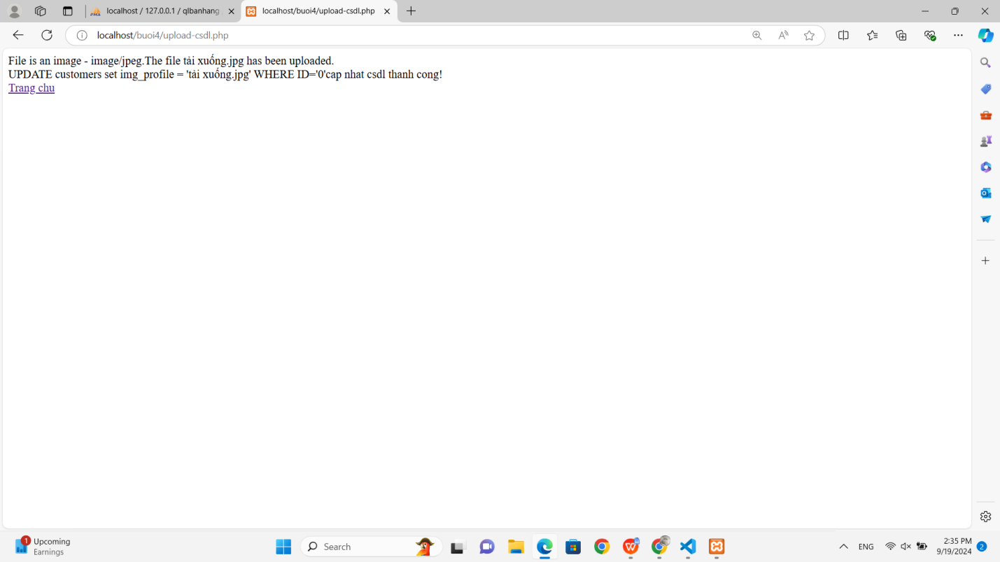 localhost / 127.0.0.1 / qlbanhang
localhost/buoi4/upload-csdl.php
localhost/buoi4/upload-csdl.php
File is an image - image/jpeg.The file tải xuống.jpg has been uploaded.
UPDATE customers set img_profile = 'tải xuống.jpg' WHERE ID='0'cap nhat csdl thanh cong!
Trang chu
1
Upcoming
Earnings
Search
ENG
2:35 PM
9/19/2024
2